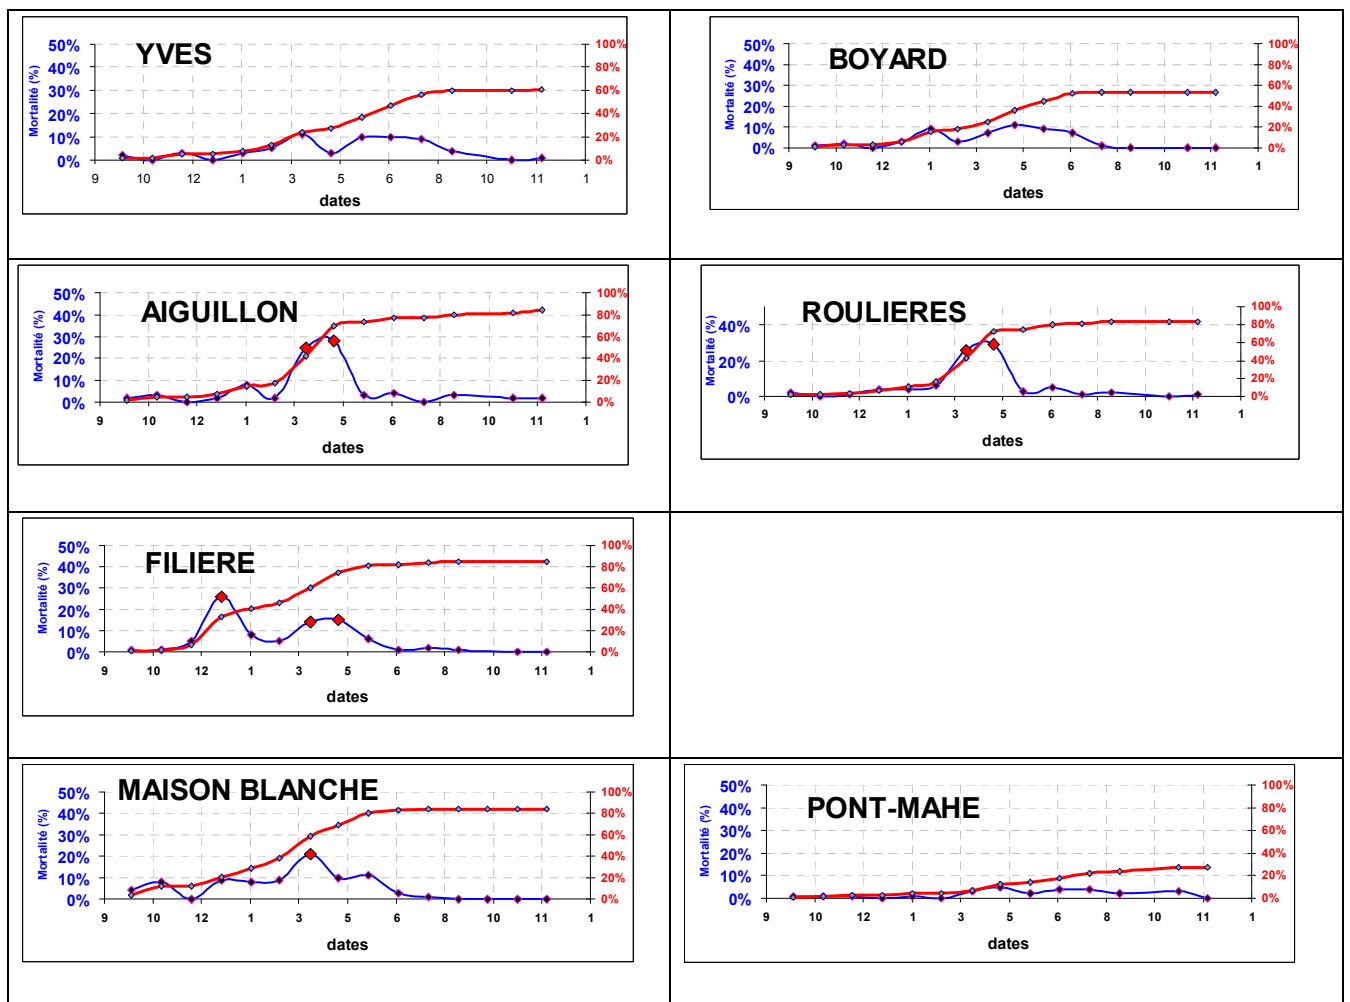 YVES
Mortalité (%)
50% 40% 30% 20% 10% 0%
100% 80% 60% 40% 20% 0%
9 10 12 1 3 4 6 8 10 11 1
dates
BOYARD
Mortalité (%)
50% 40% 30% 20% 10% 0%
100% 80% 60% 40% 20% 0%
9 10 12 1 3 5 6 8 10 11 1
dates
AIGUILLON
Mortalité (%)
50% 40% 30% 20% 10% 0%
100% 80% 60% 40% 20% 0%
9 10 12 1 3 5 6 8 10 11 1
dates
ROULIERES
Mortalité (%)
40% 20% 0%
100% 80% 60% 40% 20% 0%
9 10 12 1 3 5 6 8 10 11 1
dates
FILIERE
Mortalité (%)
50% 40% 30% 20% 10% 0%
100% 80% 60% 40% 20% 0%
9 10 12 1 3 5 6 8 10 11 1
dates
MAISON BLANCHE
Mortalité (%)
50% 40% 30% 20% 10% 0%
100% 80% 60% 40% 20% 0%
9 10 12 1 3 5 6 8 10 11 1
dates
PONT-MAHE
Mortalité (%)
50% 40% 30% 20% 10% 0%
100% 80% 60% 40% 20% 0%
9 10 12 1 3 5 6 8 10 11 1
dates